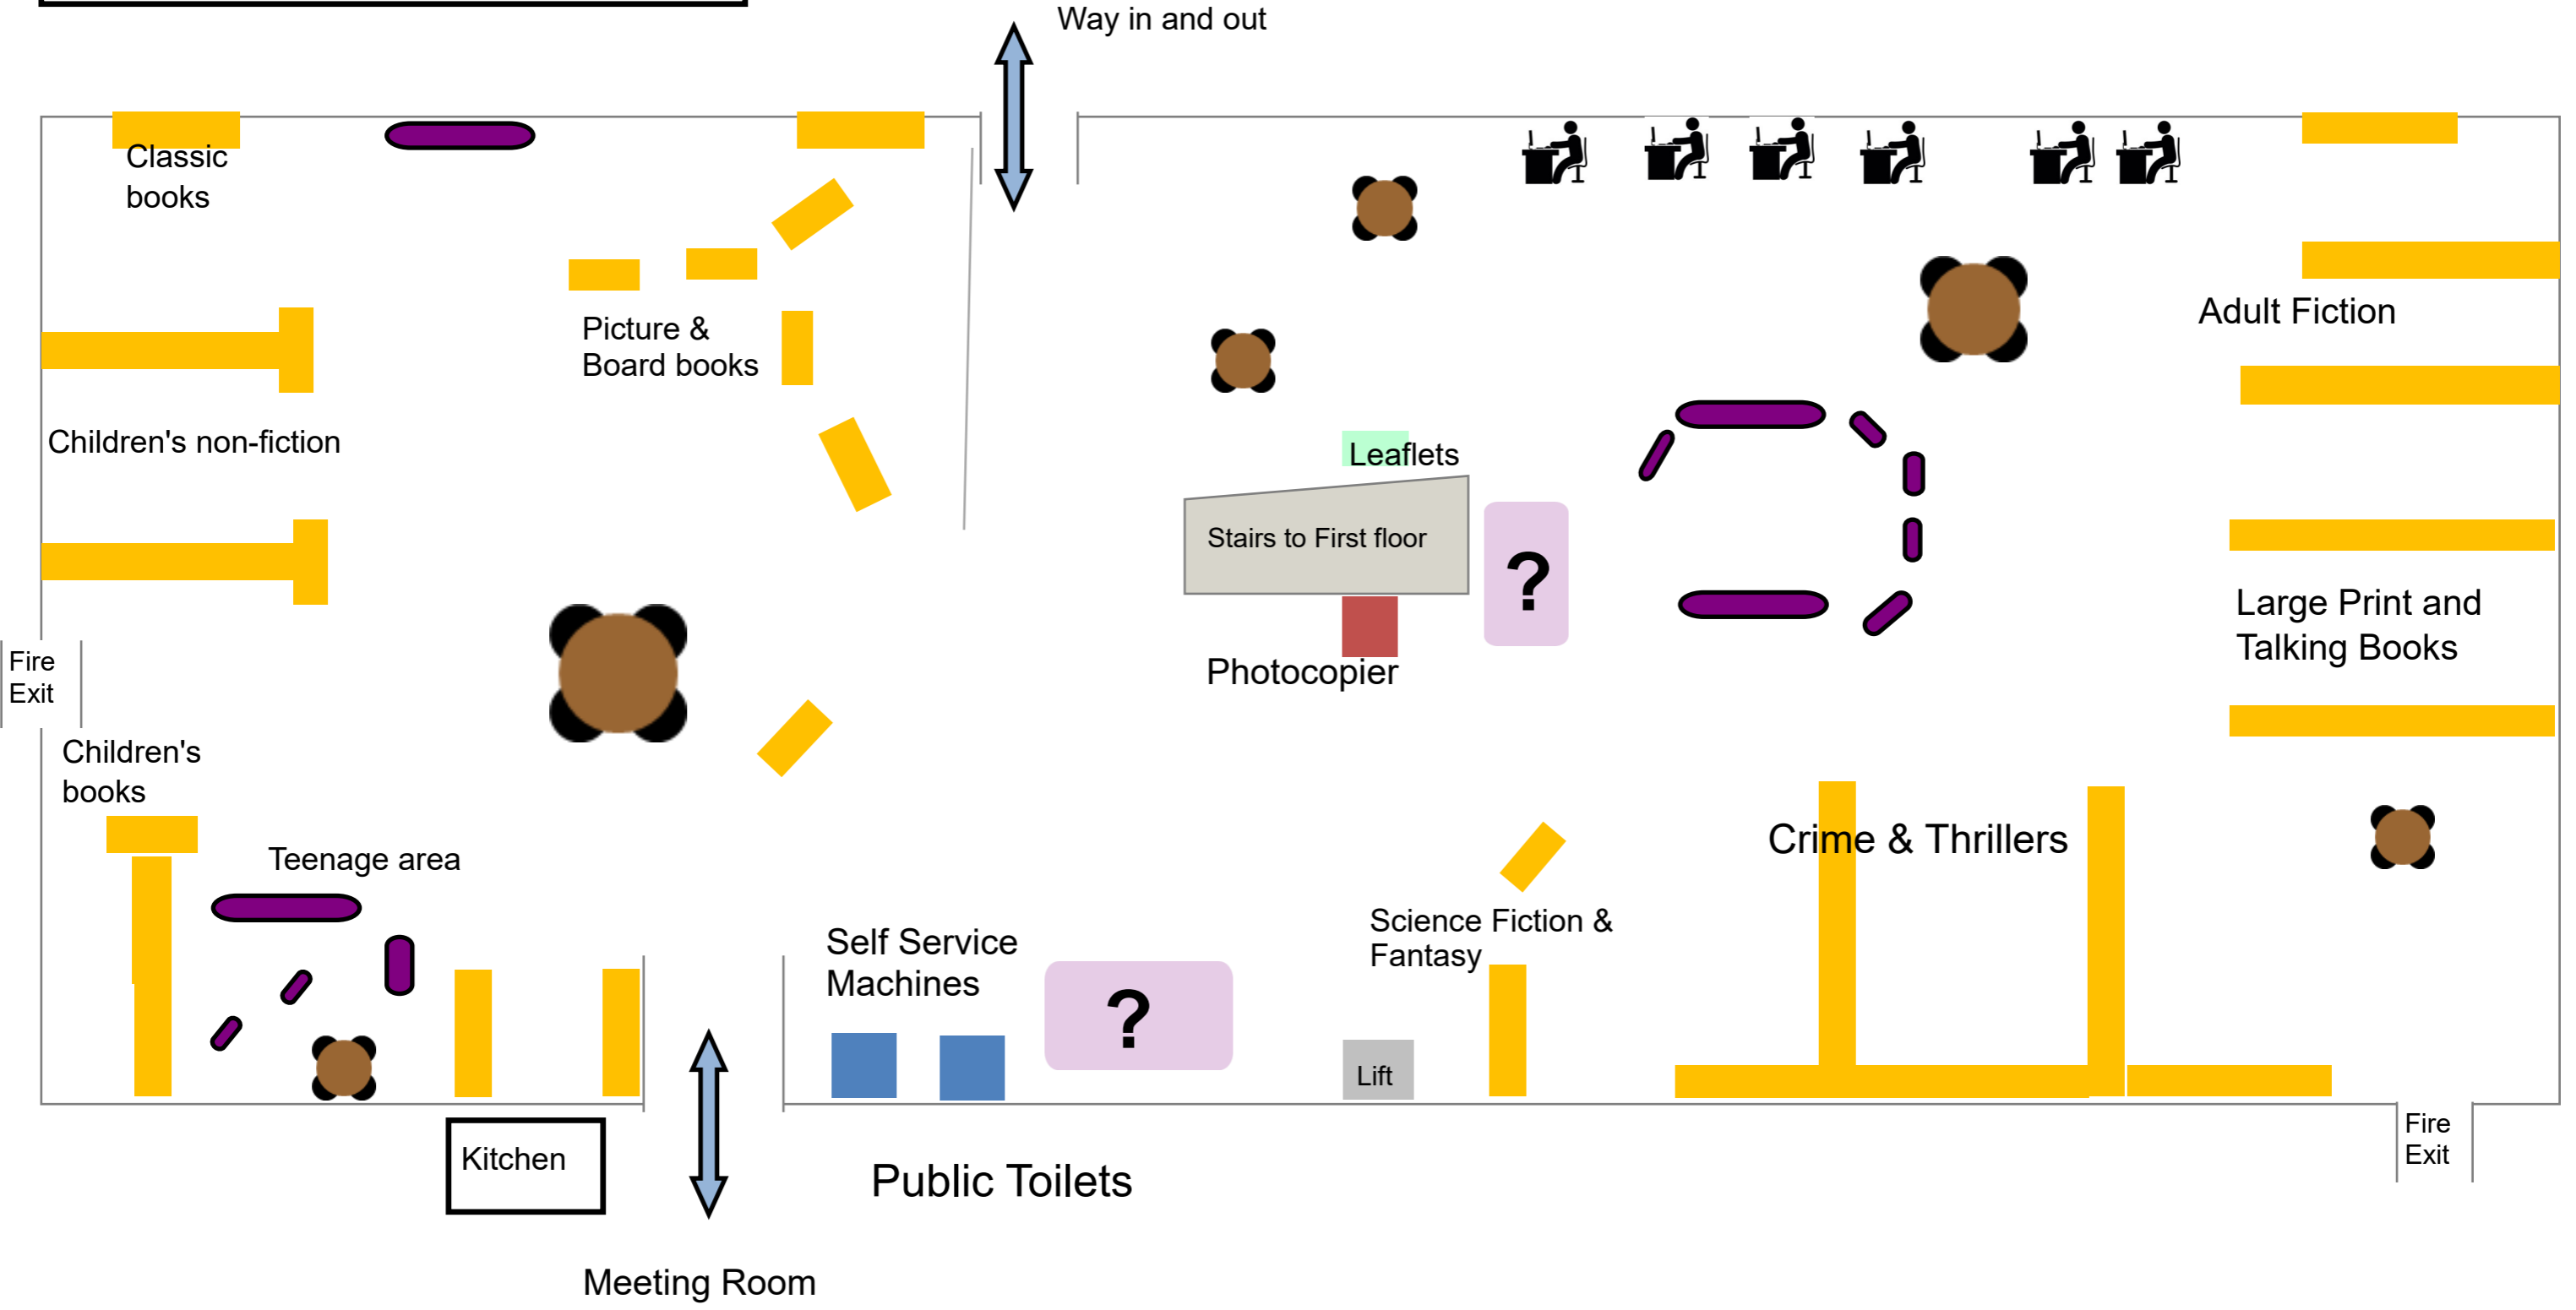 Way in and out
Classic
books
Picture &
Board books
Adult Fiction
Children's non-fiction
Leaflets
Stairs to First floor
?
Large Print and
Talking Books
Photocopier
Fire
Exit
Children's
books
Teenage area
Crime & Thrillers
Science Fiction &
Fantasy
Self Service
Machines
?
Lift
Kitchen
Public Toilets
Fire
Exit
Meeting Room